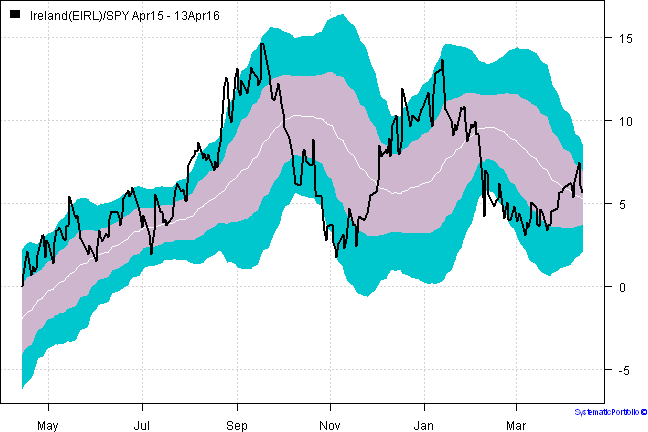 Ireland(EIRL)/SPY Apr15 - 13Apr16
15
10
5
0
-5
May Jul Sep Nov Jan Mar
SystematicPortfolio ©